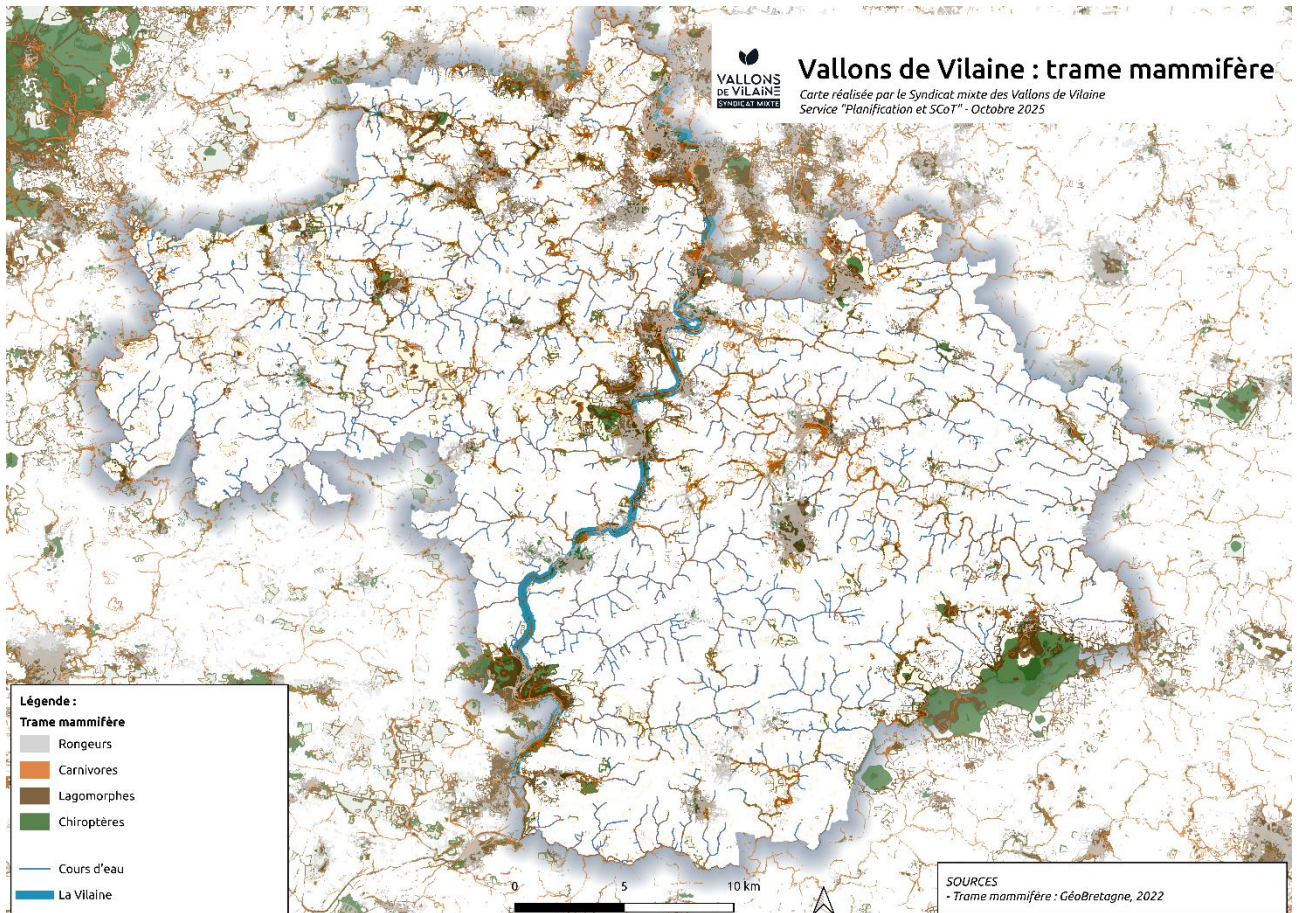 VALLONS
DE VILAINE
SYNDICAT MIXTE
Vallons de Vilaine : trame mammifère
Carte réalisée par le Syndicat mixte des Vallons de Vilaine
Service "Planification et SCoT" - Octobre 2025
Légende :
Trame mammifère
Rongeurs
Carnivores
Lagomorphes
Chiroptères
Cours d'eau
La Vilaine
0 5 10 km
SOURCES
- Trame mammifère : GéoBretagne, 2022